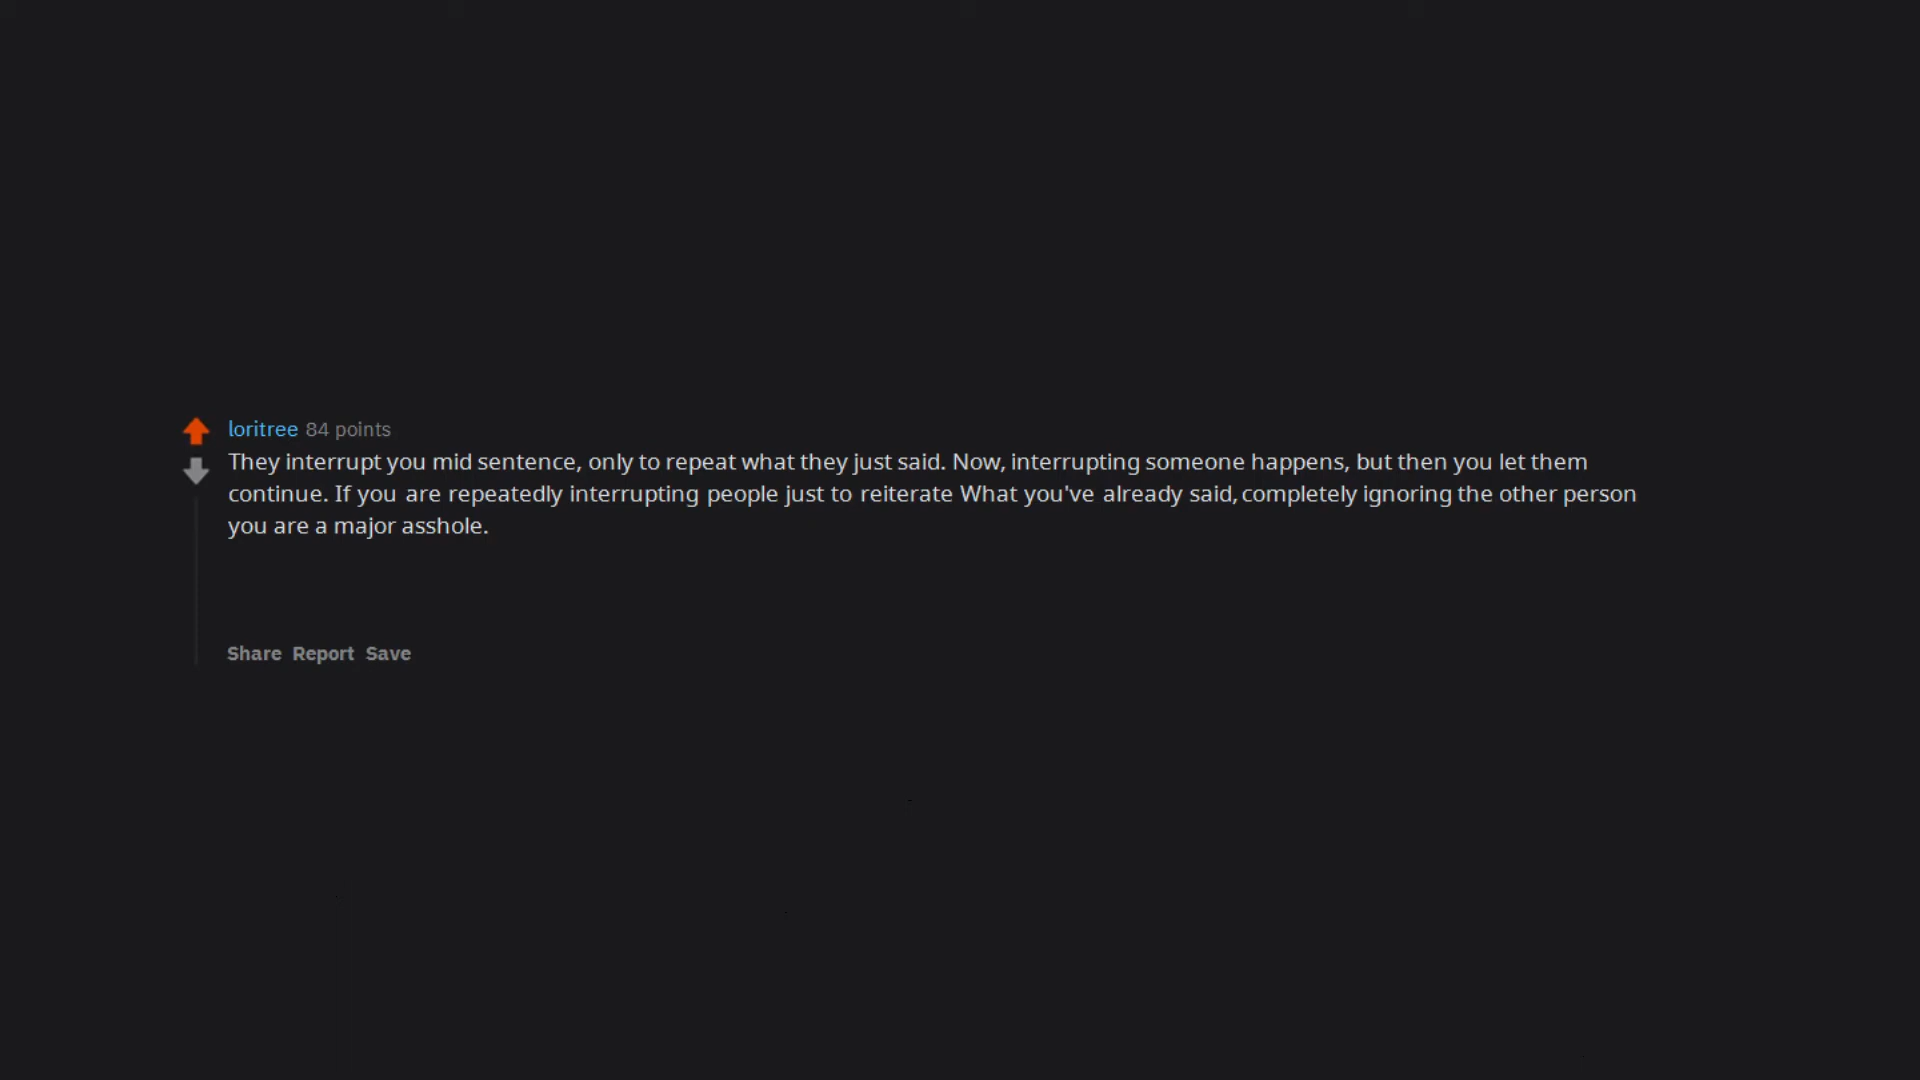 loritree 84 points
They interrupt you mid sentence, only to repeat what they just said. Now, interrupting someone happens, but then you let them
continue. If you are repeatedly interrupting people just to reiterate What you've already said, completely ignoring the other person
you are a major asshole.
Share Report Save